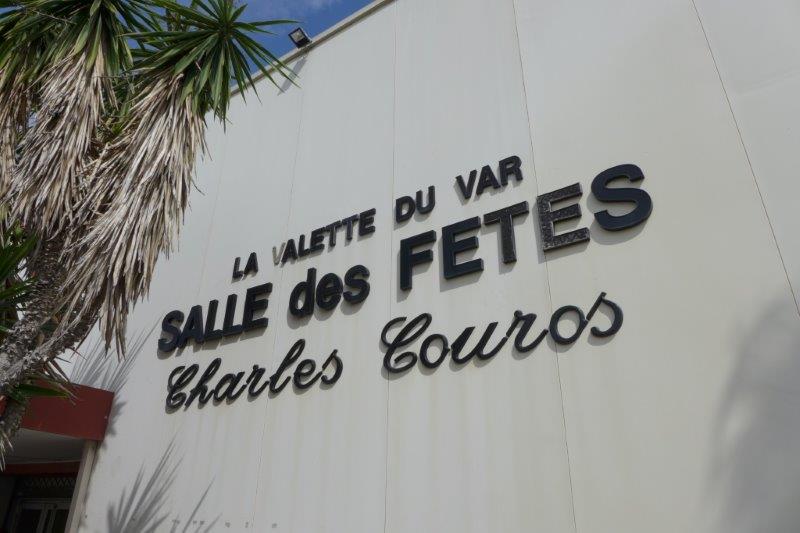 LA VALETTE DU VAR
SALLE des FETES
Charles Couros